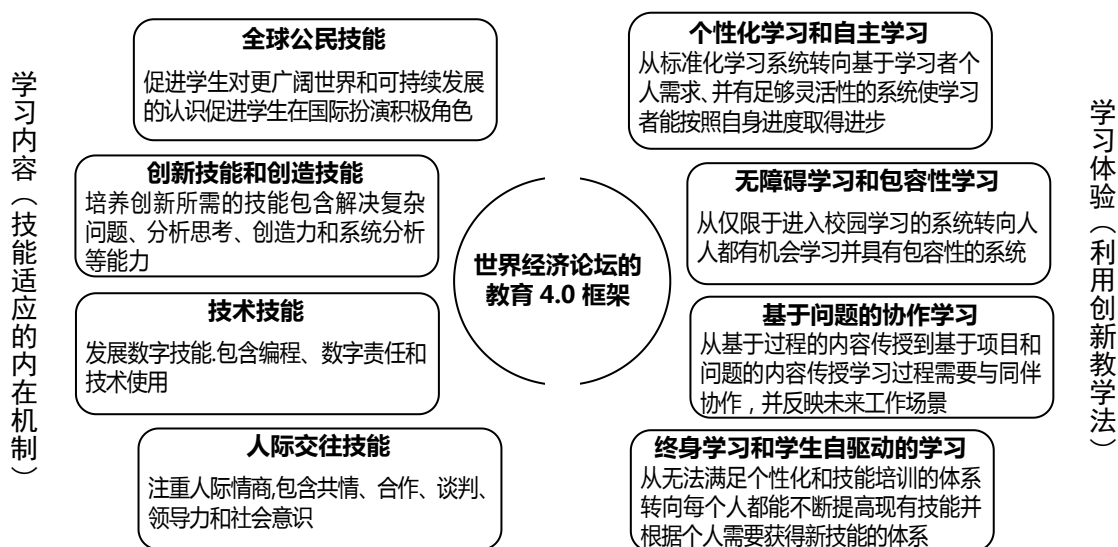 学习内容（技能适应的内在机制）
全球公民技能
促进学生对更广阔世界和可持续发展
的认识促进学生在国际扮演积极角色
创新技能和创造技能
培养创新所需的技能包含解决复杂
问题、分析思考、创造力和系统分析
等能力
技术技能
发展数字技能.包含编程、数字责任和
技术使用
人际交往技能
注重人际情商,包含共情、合作、谈判、
领导力和社会意识
世界经济论坛的
教育 4.0 框架
个性化学习和自主学习
从标准化学习系统转向基于学习者个
人需求、并有足够灵活性的系统使学习
者能按照自身进度取得进步
无障碍学习和包容性学习
从仅限于进入校园学习的系统转向人
人都有机会学习并具有包容性的系统
基于问题的协作学习
从基于过程的内容传授到基于项目和
问题的内容传授学习过程需要与同伴
协作，并反映未来工作场景
终身学习和学生自驱动的学习
从无法满足个性化和技能培训的体系
转向每个人都能不断提高现有技能并
根据个人需要获得新技能的体系
学习体验（利用创新教学法）